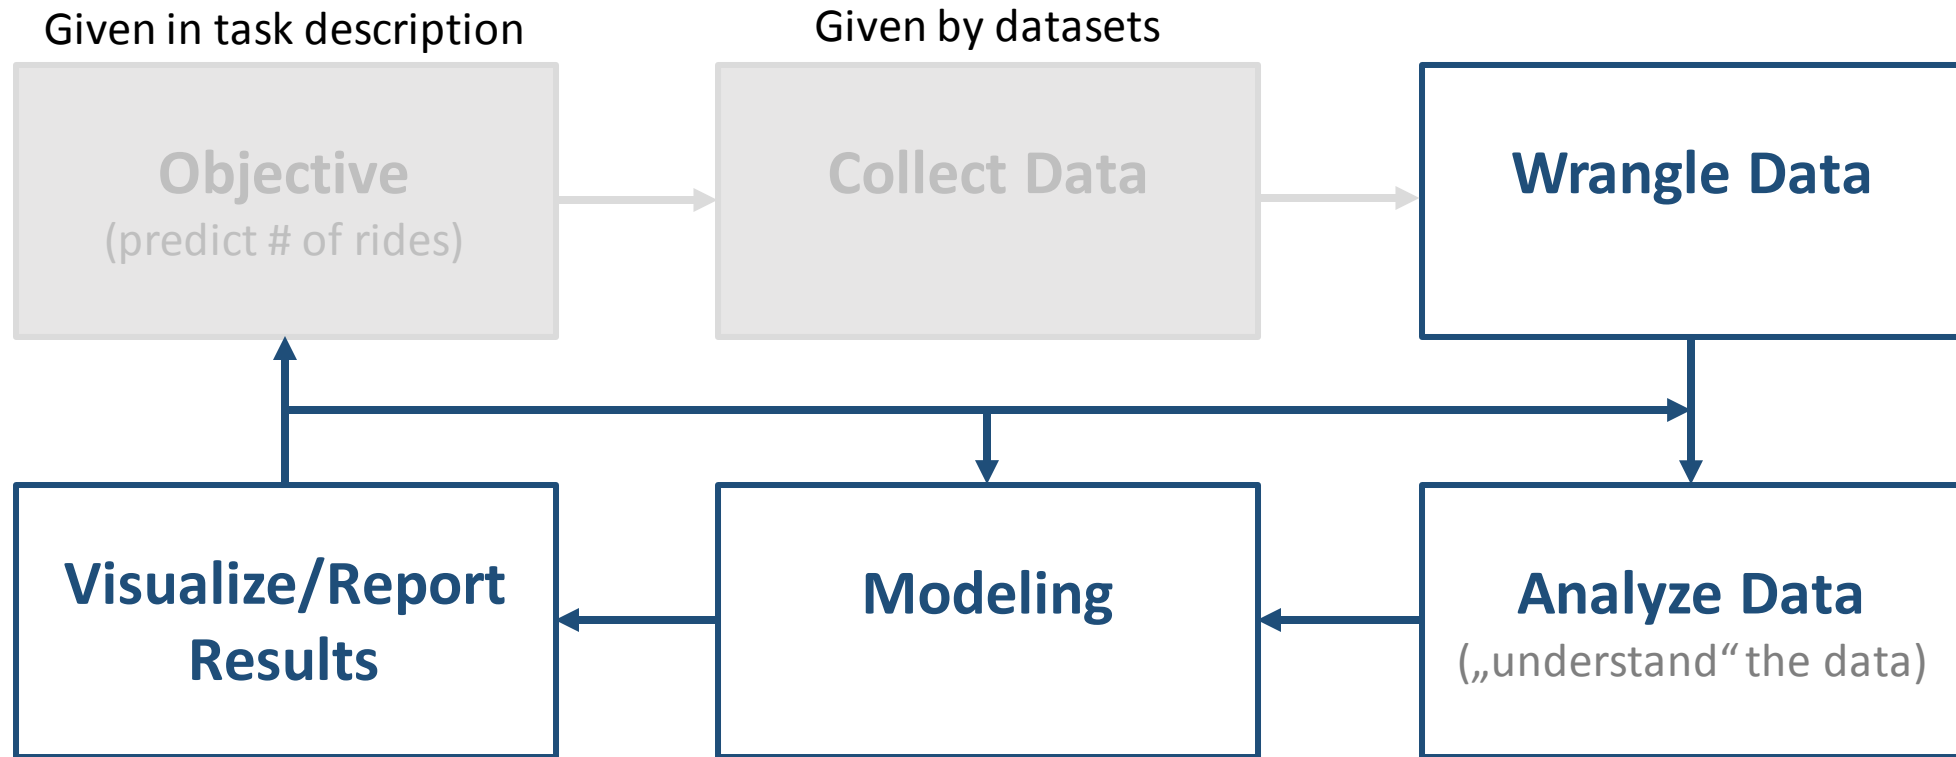 Given in task description
Given by datasets
Objective
(predict # of rides)
Collect Data
Wrangle Data
Visualize/Report
Results
Modeling
Analyze Data
(„understand“ the data)